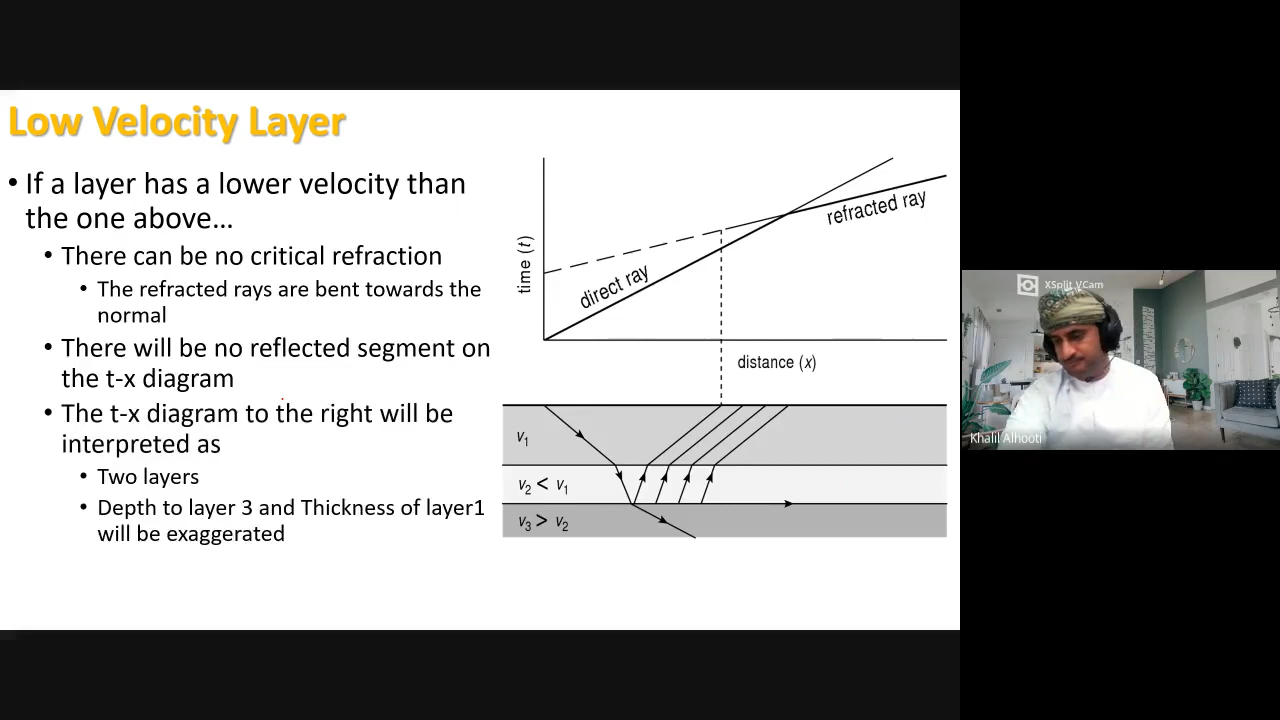 Low Velocity Layer
• If a layer has a lower velocity than
the one above…
• There can be no critical refraction
• The refracted rays are bent towards the
normal
• There will be no reflected segment on
the t-x diagram
• The t-x diagram to the right will be
interpreted as
• Two layers
• Depth to layer 3 and Thickness of layer1
will be exaggerated
time (t)
direct ray
refracted ray
distance (x)
v₁
v₂ < v₁
v₃ > v₂
XSplit VCam
Khalil Alhooti